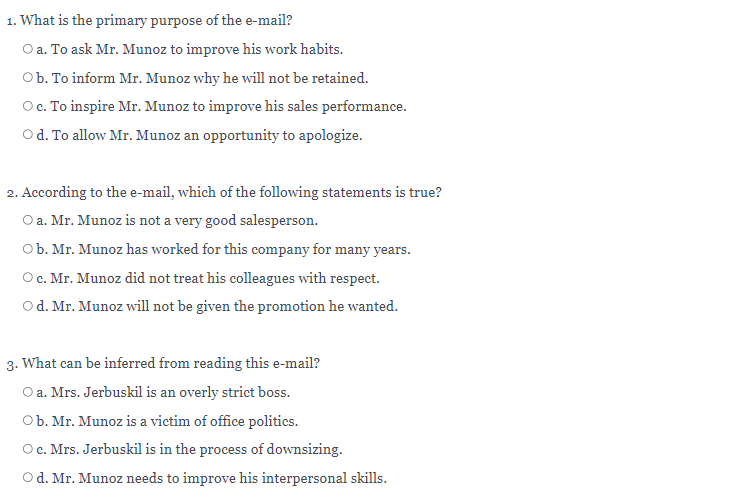 1. What is the primary purpose of the e-mail?
a. To ask Mr. Munoz to improve his work habits.
b. To inform Mr. Munoz why he will not be retained.
c. To inspire Mr. Munoz to improve his sales performance.
d. To allow Mr. Munoz an opportunity to apologize.
2. According to the e-mail, which of the following statements is true?
a. Mr. Munoz is not a very good salesperson.
b. Mr. Munoz has worked for this company for many years.
c. Mr. Munoz did not treat his colleagues with respect.
d. Mr. Munoz will not be given the promotion he wanted.
3. What can be inferred from reading this e-mail?
a. Mrs. Jerbuskil is an overly strict boss.
b. Mr. Munoz is a victim of office politics.
c. Mrs. Jerbuskil is in the process of downsizing.
d. Mr. Munoz needs to improve his interpersonal skills.